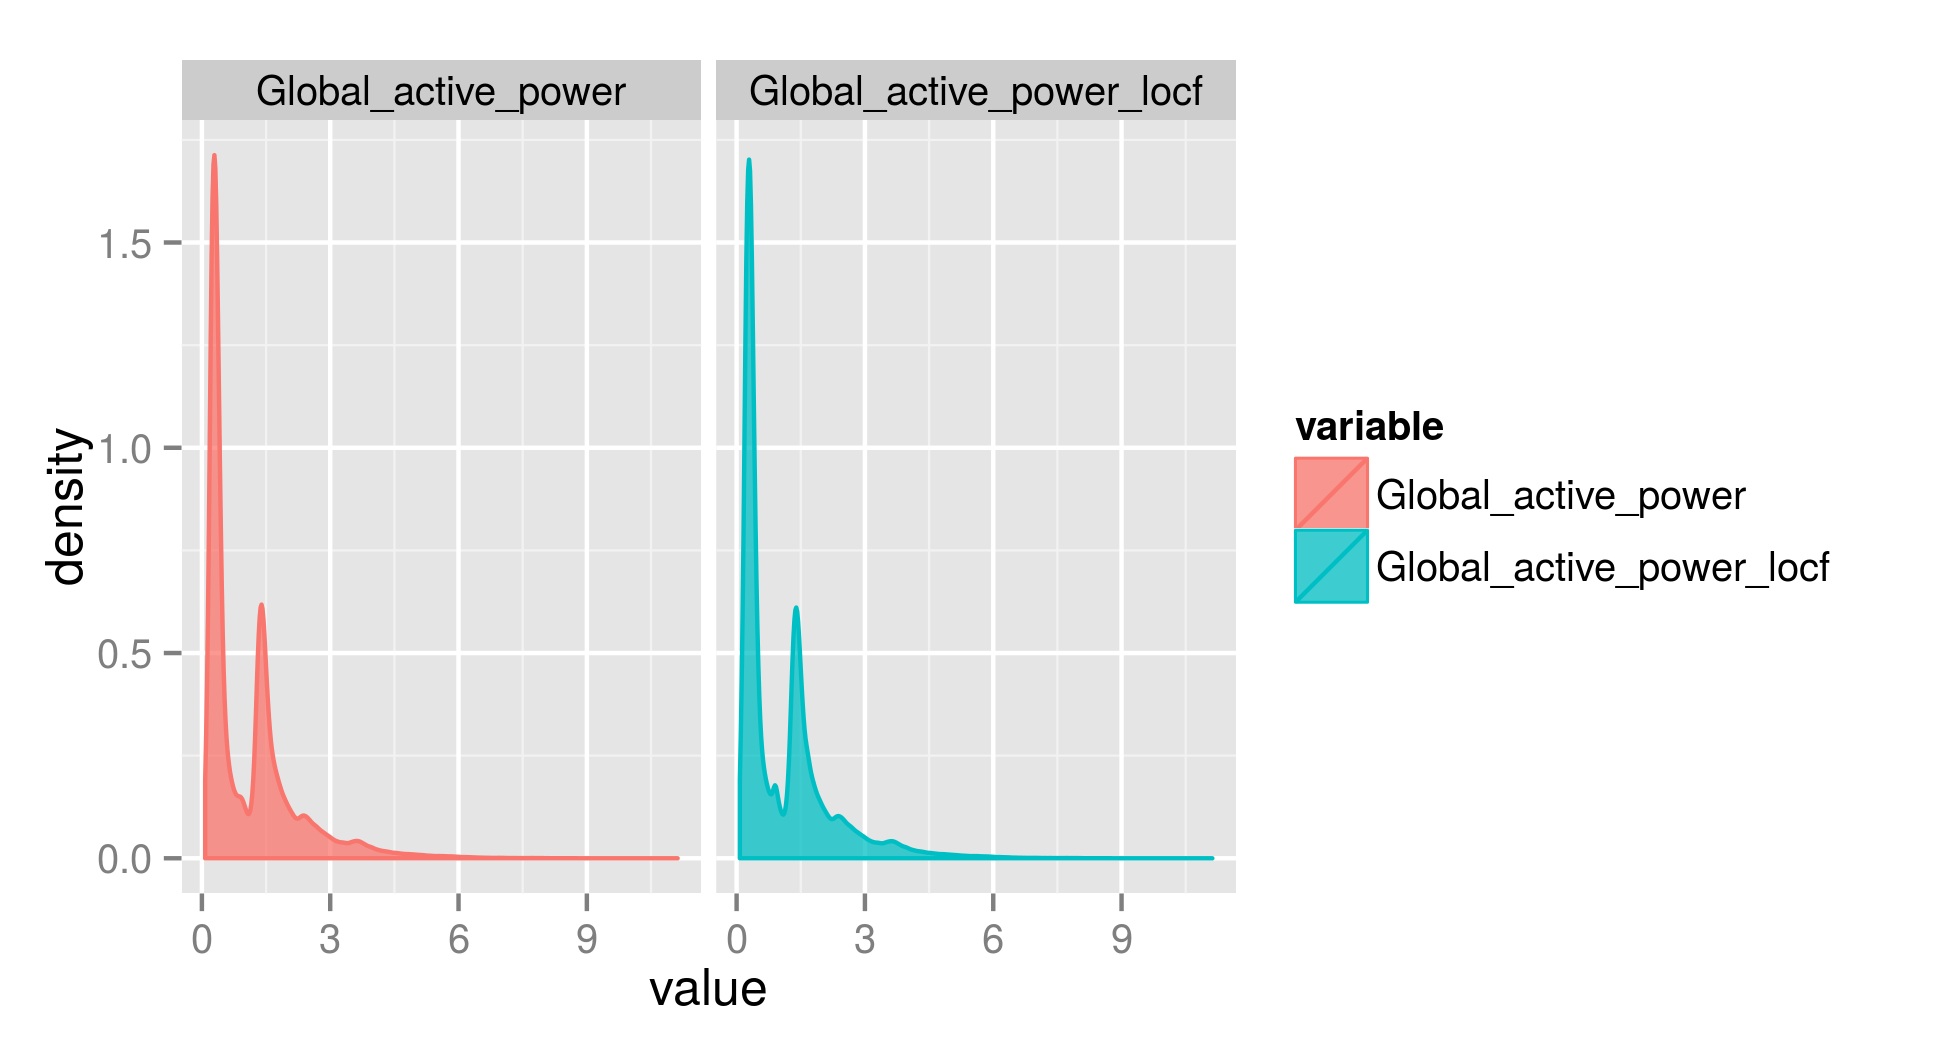 Global_active_power
Global_active_power_locf
density
1.5
1.0
0.5
0.0
0 3 6 9
0 3 6 9
value
variable
Global_active_power
Global_active_power_locf